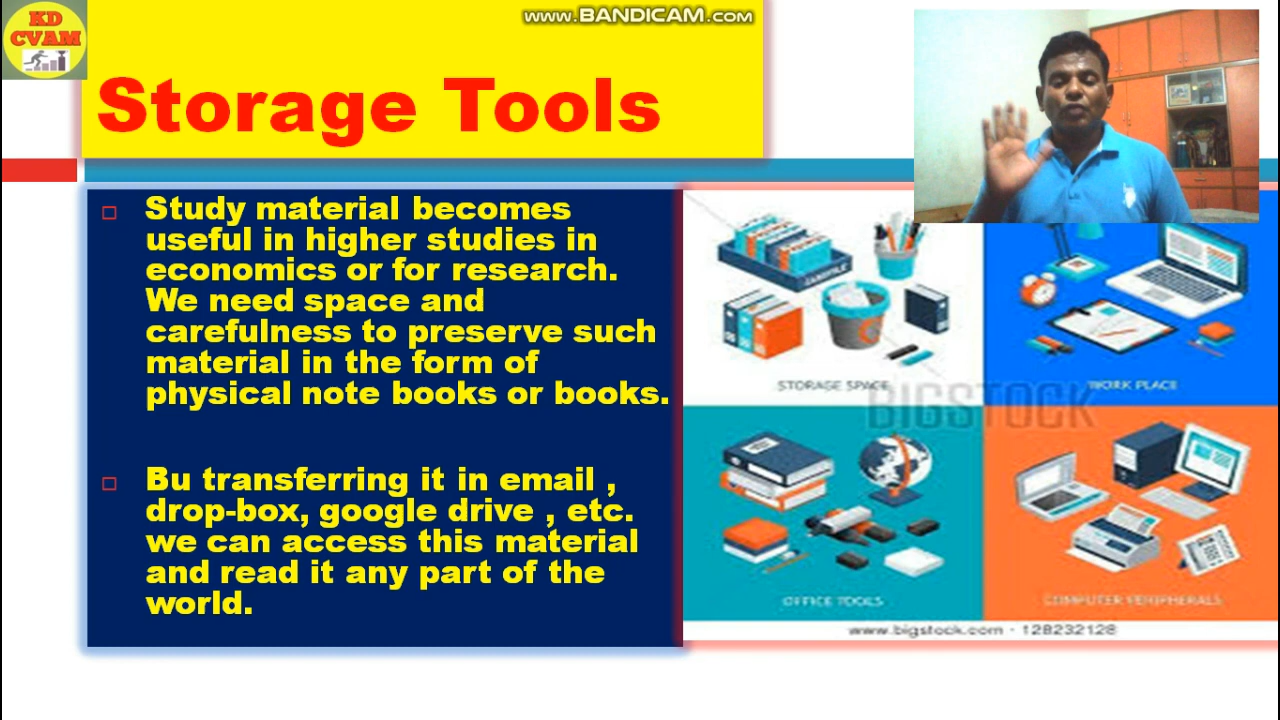 www.BANDICAM.com
KD
CVAM
Storage Tools
Study material becomes
useful in higher studies in
economics or for research.
We need space and
carefulness to preserve such
material in the form of
physical note books or books.
Bu transferring it in email ,
drop-box, google drive , etc.
we can access this material
and read it any part of the
world.
STORAGE SPACE
WORK PLACE
BIGSTOCK
OFFICE TOOLS
COMPUTER PERIPHERALS
www.bigstock.com · 128232128